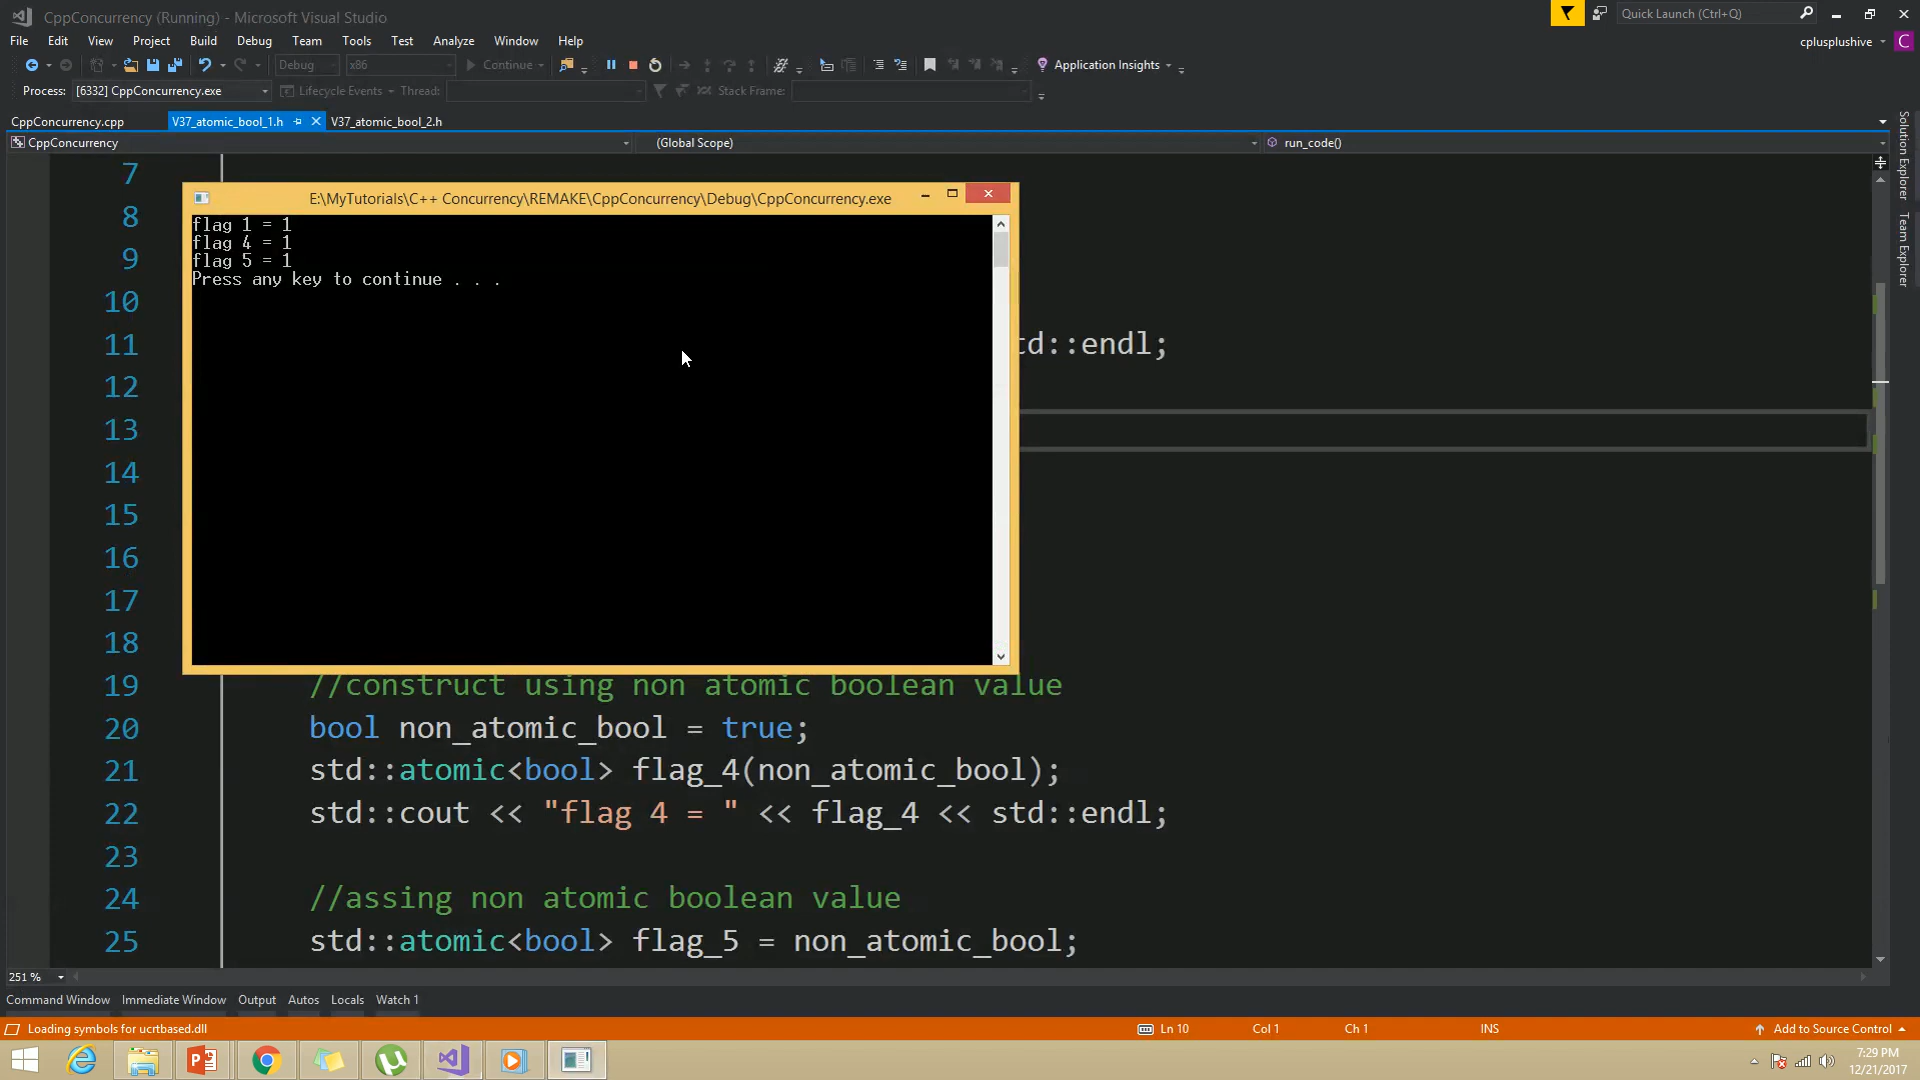 CppConcurrency (Running) - Microsoft Visual Studio
Quick Launch (Ctrl+Q)
File Edit View Project Build Debug Team Tools Test Analyze Window Help
cplusplushive C
Debug x86 Continue Application Insights
Process: [6332] CppConcurrency.exe Lifecycle Events Thread: Stack Frame:
CppConcurrency.cpp V37_atomic_bool_1.h V37_atomic_bool_2.h
CppConcurrency (Global Scope) run_code()
Solution Explorer
Team Explorer
E:\MyTutorials\C++ Concurrency\REMAKE\CppConcurrency\Debug\CppConcurrency.exe
flag 1 = 1
flag 4 = 1
flag 5 = 1
Press any key to continue . . .
7
8
9
10
11 td::endl;
12
13
14
15
16
17
18
19 //construct using non atomic boolean value
20 bool non_atomic_bool = true;
21 std::atomic<bool> flag_4(non_atomic_bool);
22 std::cout << "flag 4 = " << flag_4 << std::endl;
23
24 //assing non atomic boolean value
25 std::atomic<bool> flag_5 = non_atomic_bool;
251 %
Command Window Immediate Window Output Autos Locals Watch 1
Loading symbols for ucrtbased.dll Ln 10 Col 1 Ch 1 INS Add to Source Control
7:29 PM
12/21/2017